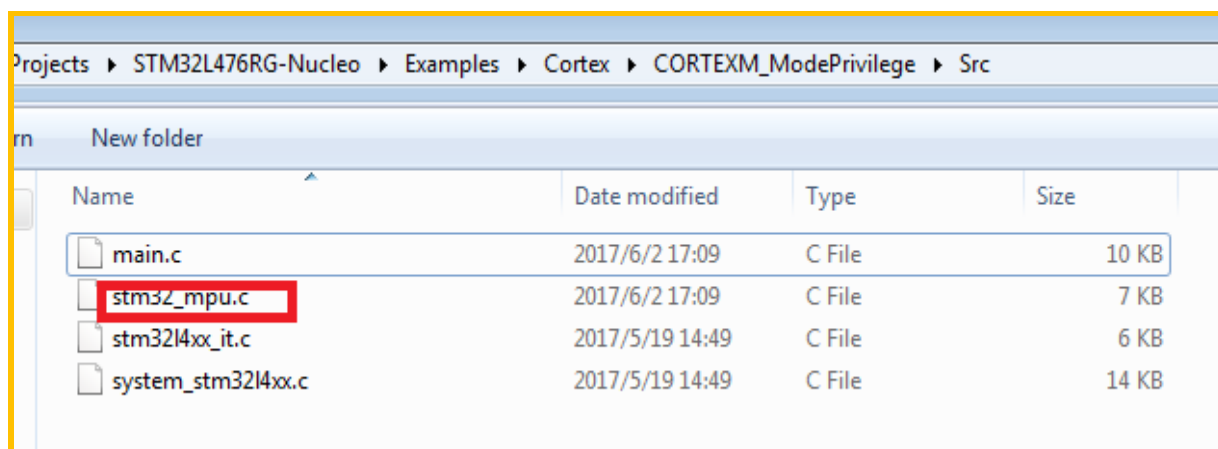 Projects ▸ STM32L476RG-Nucleo ▸ Examples ▸ Cortex ▸ CORTEXM_ModePrivilege ▸ Src
rn New folder
Name Date modified Type Size
main.c 2017/6/2 17:09 C File 10 KB
stm32_mpu.c 2017/6/2 17:09 C File 7 KB
stm32l4xx_it.c 2017/5/19 14:49 C File 6 KB
system_stm32l4xx.c 2017/5/19 14:49 C File 14 KB